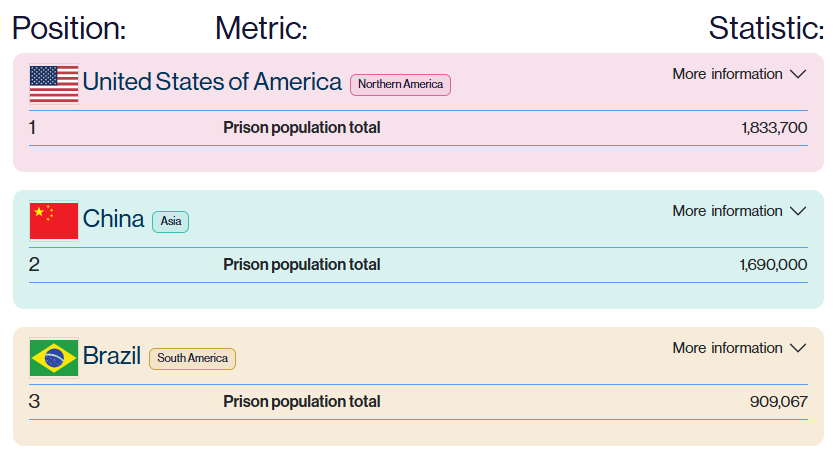 Position: Metric: Statistic:
United States of America Northern America More information
1 Prison population total 1,833,700
China Asia More information
2 Prison population total 1,690,000
Brazil South America More information
3 Prison population total 909,067